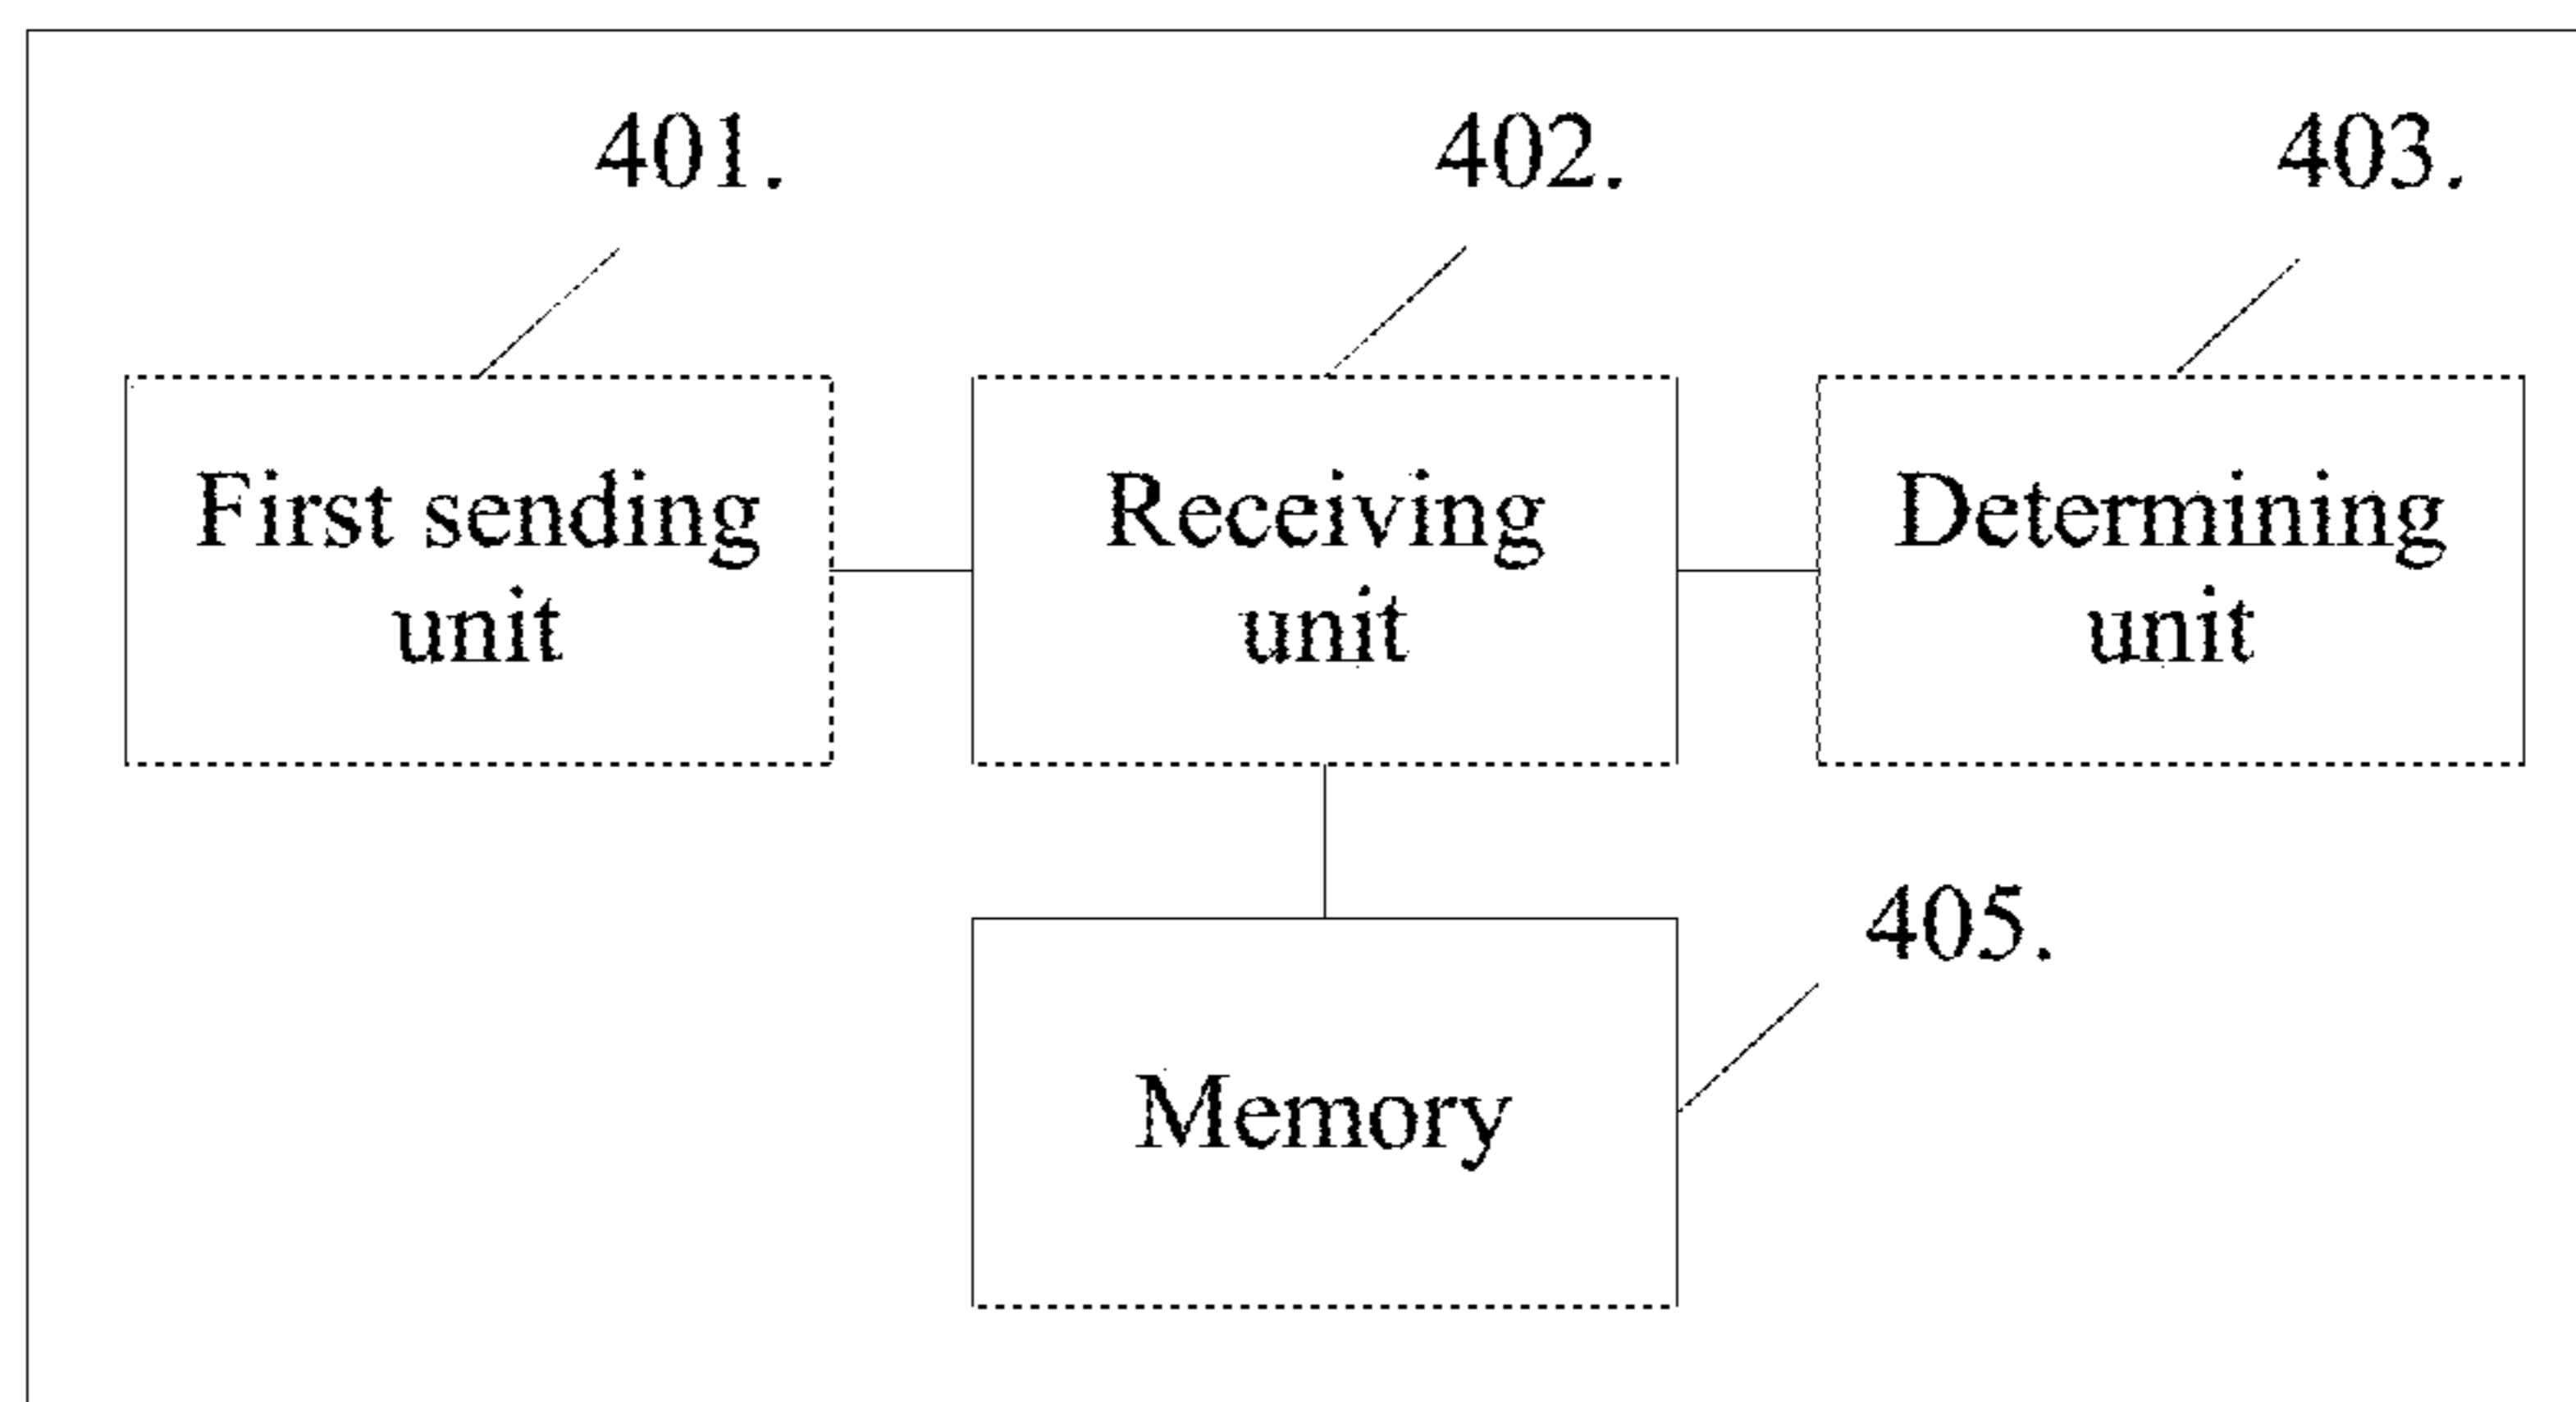 401.
402.
403.
First sending
unit
Receiving
unit
Determining
unit
405.
Memory